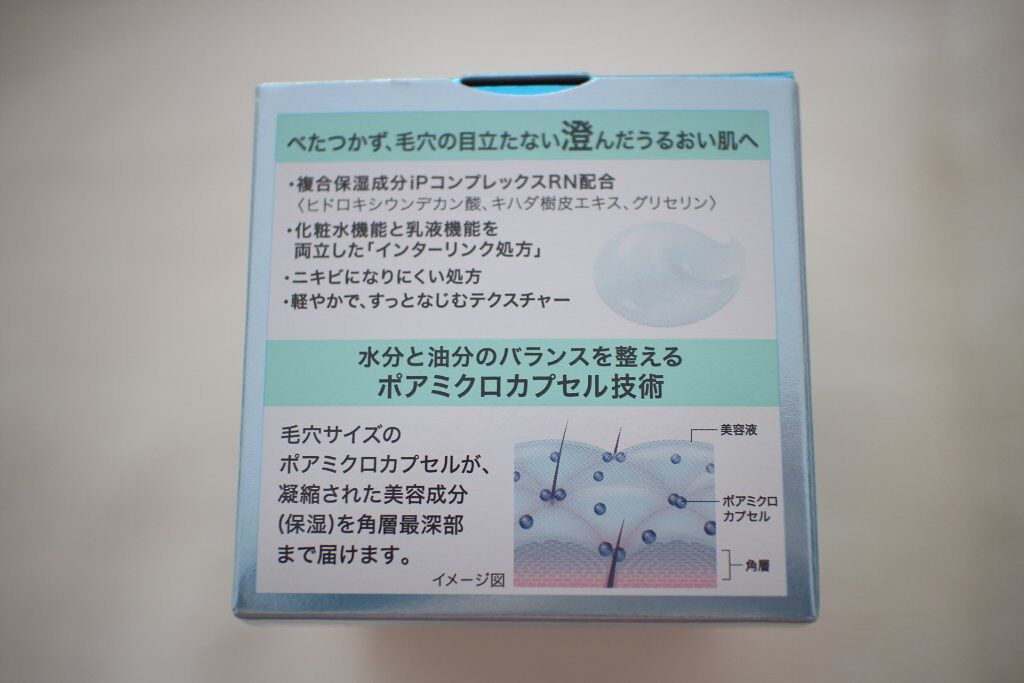 べたつかず、毛穴の目立たない澄んだうるおい肌へ
・複合保湿成分iPコンプレックスRN配合
〈ヒドロキシウンデカン酸、キハダ樹皮エキス、グリセリン〉
・化粧水機能と乳液機能を
両立した「インターリンク処方」
・ニキビになりにくい処方
・軽やかで、すっとなじむテクスチャー
水分と油分のバランスを整える
ポアミクロカプセル技術
毛穴サイズの
ポアミクロカプセルが、
凝縮された美容成分
(保湿)を角層最深部
まで届けます。
イメージ図
美容液
ポアミクロ
カプセル
角層